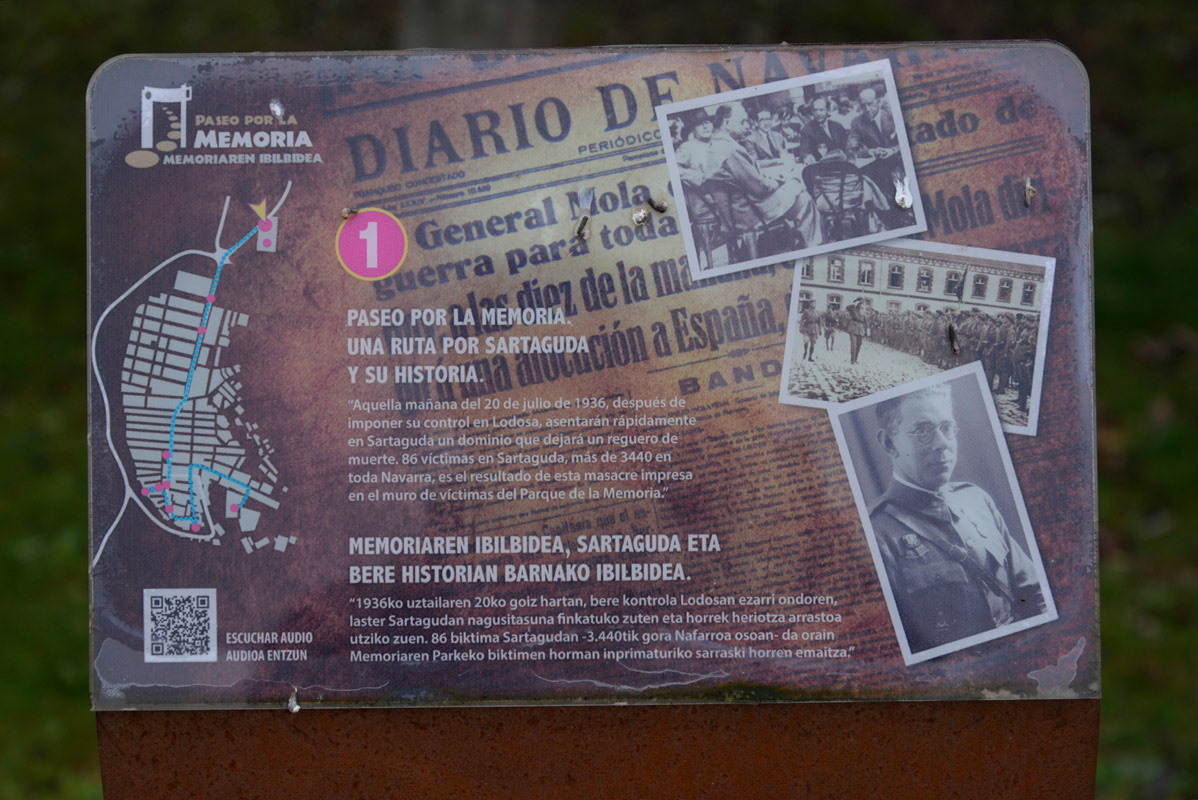 PASEO POR LA
MEMORIA
MEMORIAREN IBILBIDEA
DIARIO DE NAVA
PERIÓDICO
FRANQUEO CONCERTADO
General Mola
guerra para toda
a las diez de la mañana,
una alocución a España,
tado de
Mola diri
BANDO
1
PASEO POR LA MEMORIA.
UNA RUTA POR SARTAGUDA
Y SU HISTORIA.
“Aquella mañana del 20 de julio de 1936, después de
imponer su control en Lodosa, asentarán rápidamente
en Sartaguda un dominio que dejará un reguero de
muerte. 86 víctimas en Sartaguda, más de 3440 en
toda Navarra, es el resultado de esta masacre impresa
en el muro de víctimas del Parque de la Memoria.”
MEMORIAREN IBILBIDEA, SARTAGUDA ETA
BERE HISTORIAN BARNAKO IBILBIDEA.
“1936ko uztailaren 20ko goiz hartan, bere kontrola Lodosan ezarri ondoren,
laster Sartagudan nagusitasuna finkatuko zuten eta horrek heriotza arrastoa
utziko zuen. 86 biktima Sartagudan -3.440tik gora Nafarroa osoan- da orain
Memoriaren Parkeko biktimen horman inprimaturiko sarraski horren emaitza.”
ESCUCHAR AUDIO
AUDIOA ENTZUN